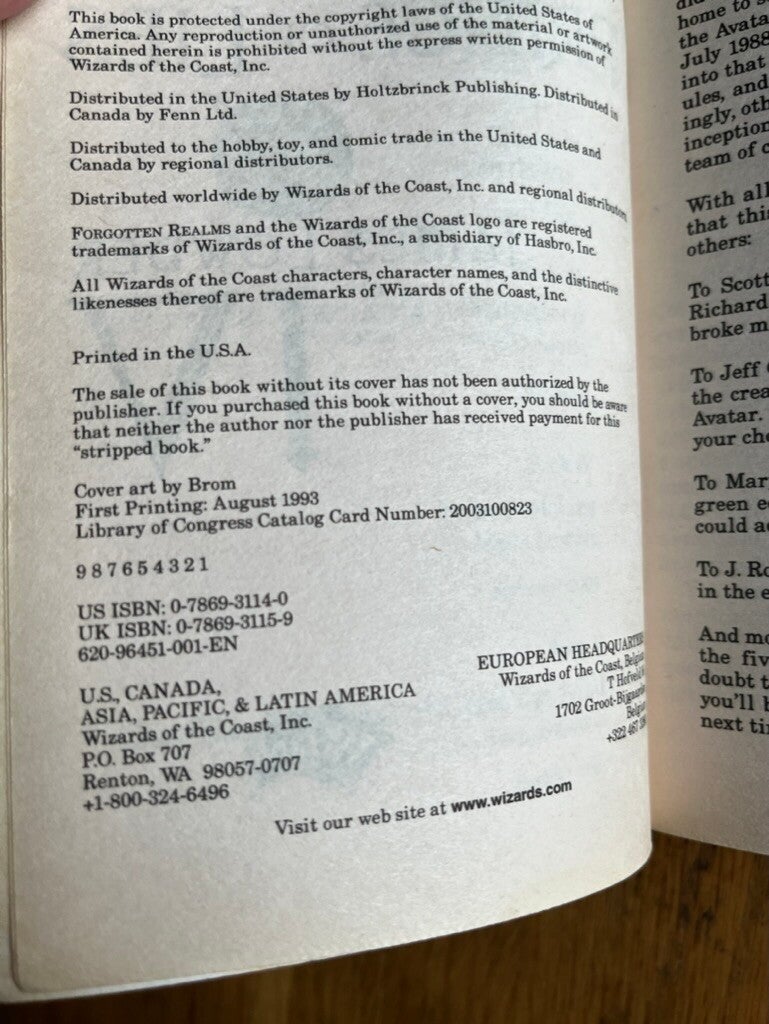 This book is protected under the copyright laws of the United States of
America. Any reproduction or unauthorized use of the material or artwork
contained herein is prohibited without the express written permission of
Wizards of the Coast, Inc.
Distributed in the United States by Holtzbrinck Publishing. Distributed in
Canada by Fenn Ltd.
Distributed to the hobby, toy, and comic trade in the United States and
Canada by regional distributors.
Distributed worldwide by Wizards of the Coast, Inc. and regional distributors
FORGOTTEN REALMS and the Wizards of the Coast logo are registered
trademarks of Wizards of the Coast, Inc., a subsidiary of Hasbro, Inc.
All Wizards of the Coast characters, character names, and the distinctive
likenesses thereof are trademarks of Wizards of the Coast, Inc.
Printed in the U.S.A.
The sale of this book without its cover has not been authorized by the
publisher. If you purchased this book without a cover, you should be aware
that neither the author nor the publisher has received payment for this
“stripped book.”
Cover art by Brom
First Printing: August 1993
Library of Congress Catalog Card Number: 2003100823
9 8 7 6 5 4 3 2 1
US ISBN: 0-7869-3114-0
UK ISBN: 0-7869-3115-9
620-96451-001-EN
U.S., CANADA,
ASIA, PACIFIC, & LATIN AMERICA
Wizards of the Coast, Inc.
P.O. Box 707
Renton, WA 98057-0707
+1-800-324-6496
EUROPEAN HEADQUARTERS
Wizards of the Coast, Belgium
T Hofveld
1702 Groot-Bijgaarden
Belgium
+322 467
Visit our web site at www.wizards.com
home to
the Avata
July 1988
into that
ules, and
ingly, oth
inception
team of
With all
that this
others:
To Scott
Richard
broke m
To Jeff
the crea
Avatar.
your che
To Mar
green e
could a
To J. Ro
in the e
And mo
the fiv
doubt t
you'll
next ti